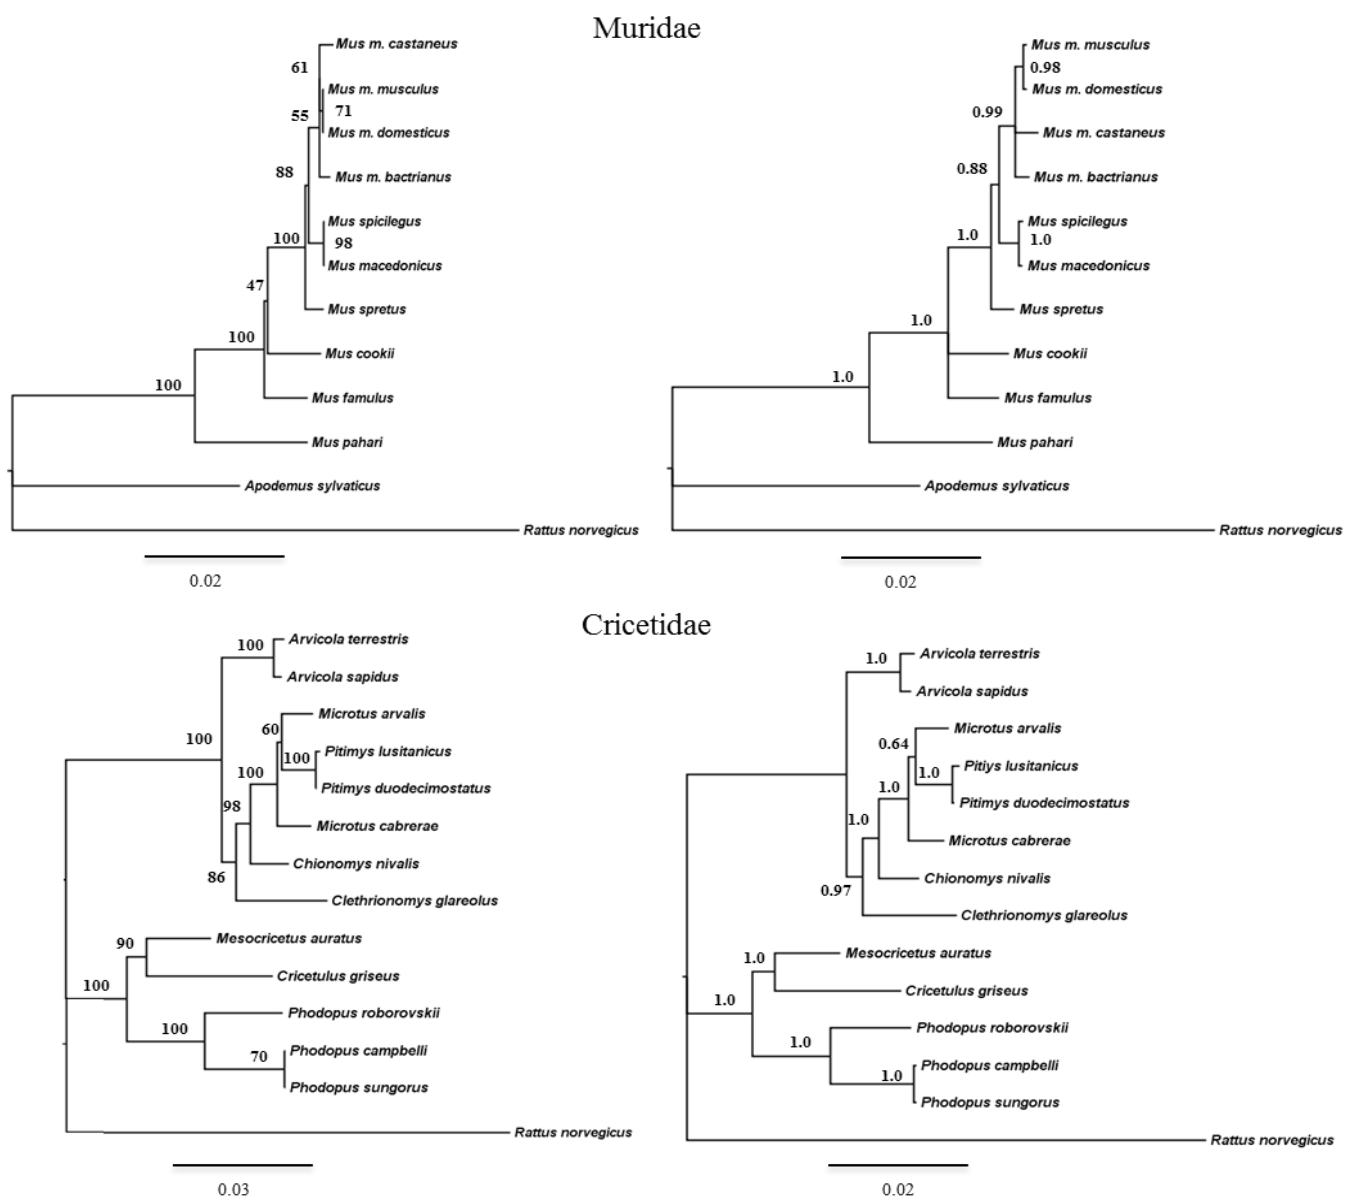 Muridae
Mus m. castaneus
61
Mus m. musculus
55
71
Mus m. domesticus
88
Mus m. bactrianus
Mus spicilegus
100
98
Mus macedonicus
47
Mus spretus
100
Mus cookii
100
Mus famulus
Mus pahari
Apodemus sylvaticus
Rattus norvegicus
0.02
Mus m. musculus
0.98
Mus m. domesticus
0.99
Mus m. castaneus
0.88
Mus m. bactrianus
Mus spicilegus
1.0
1.0
Mus macedonicus
Mus spretus
1.0
Mus cookii
1.0
Mus famulus
Mus pahari
Apodemus sylvaticus
Rattus norvegicus
0.02
Cricetidae
Arvicola terrestris
100
Arvicola sapidus
Microtus arvalis
60
100
Pitimys lusitanicus
100
100
Pitimys duodecimostatus
98
Microtus cabrerae
Chionomys nivalis
86
Clethrionomys glareolus
Mesocricetus auratus
90
Cricetulus griseus
100
Phodopus roborovskii
100
Phodopus campbelli
70
Phodopus sungorus
Rattus norvegicus
0.03
Arvicola terrestris
1.0
Arvicola sapidus
Microtus arvalis
0.64
Pitiys lusitanicus
1.0
1.0
Pitimys duodecimostatus
1.0
Microtus cabrerae
Chionomys nivalis
0.97
Clethrionomys glareolus
Mesocricetus auratus
1.0
Cricetulus griseus
1.0
Phodopus roborovskii
1.0
Phodopus campbelli
1.0
Phodopus sungorus
Rattus norvegicus
0.02